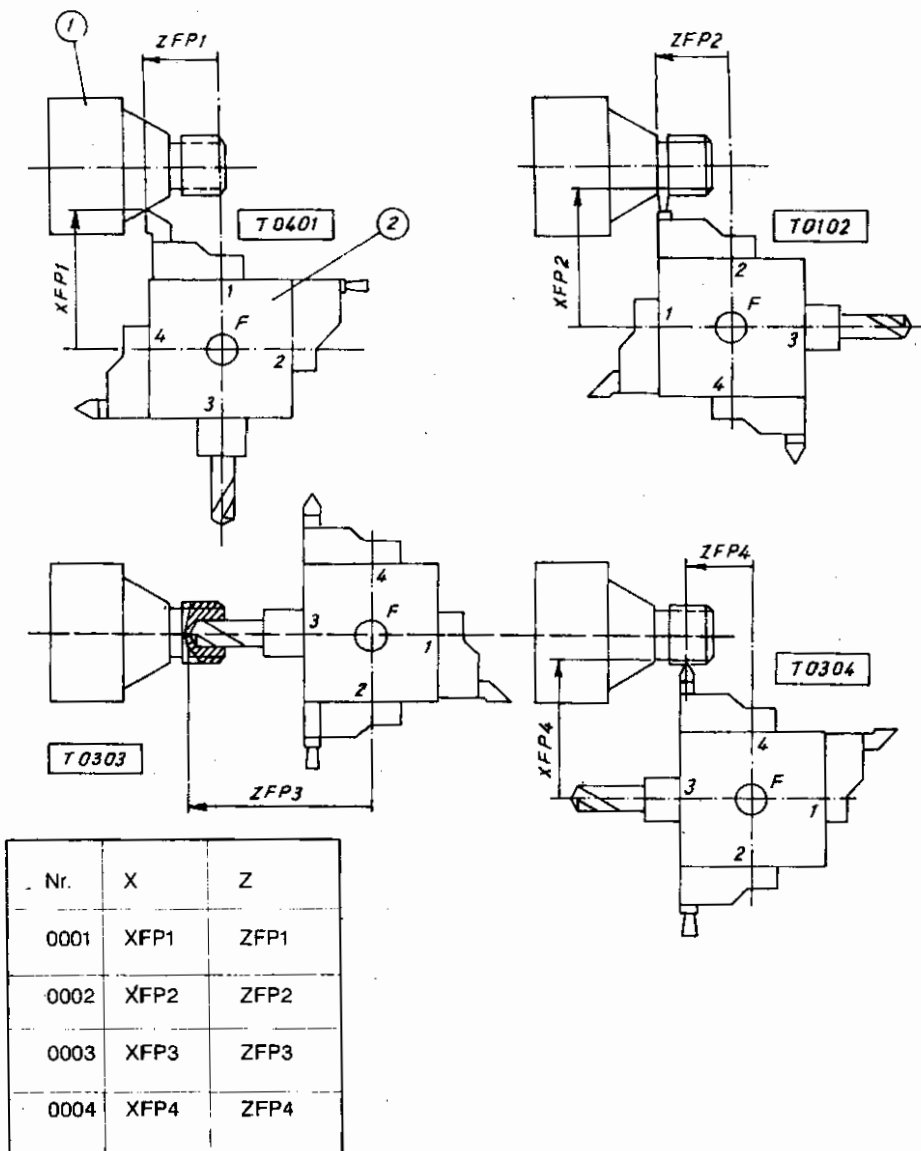 1
ZFP1
T0401
2
XFP1
1
F
4
2
3
ZFP2
T0102
XFP2
2
F
1
3
4
4
F
3
1
2
T0303
ZFP3
ZFP4
T0304
XFP4
4
F
3
1
2
Nr. X Z
0001 XFP1 ZFP1
0002 XFP2 ZFP2
0003 XFP3 ZFP3
0004 XFP4 ZFP4